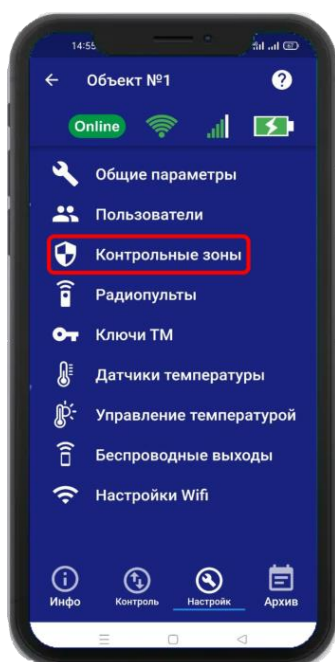 14:55
Объект №1
Online
Общие параметры
Пользователи
Контрольные зоны
Радиопульты
Ключи ТМ
Датчики температуры
Управление температурой
Беспроводные выходы
Настройки Wifi
Инфо Контроль Настройк Архив